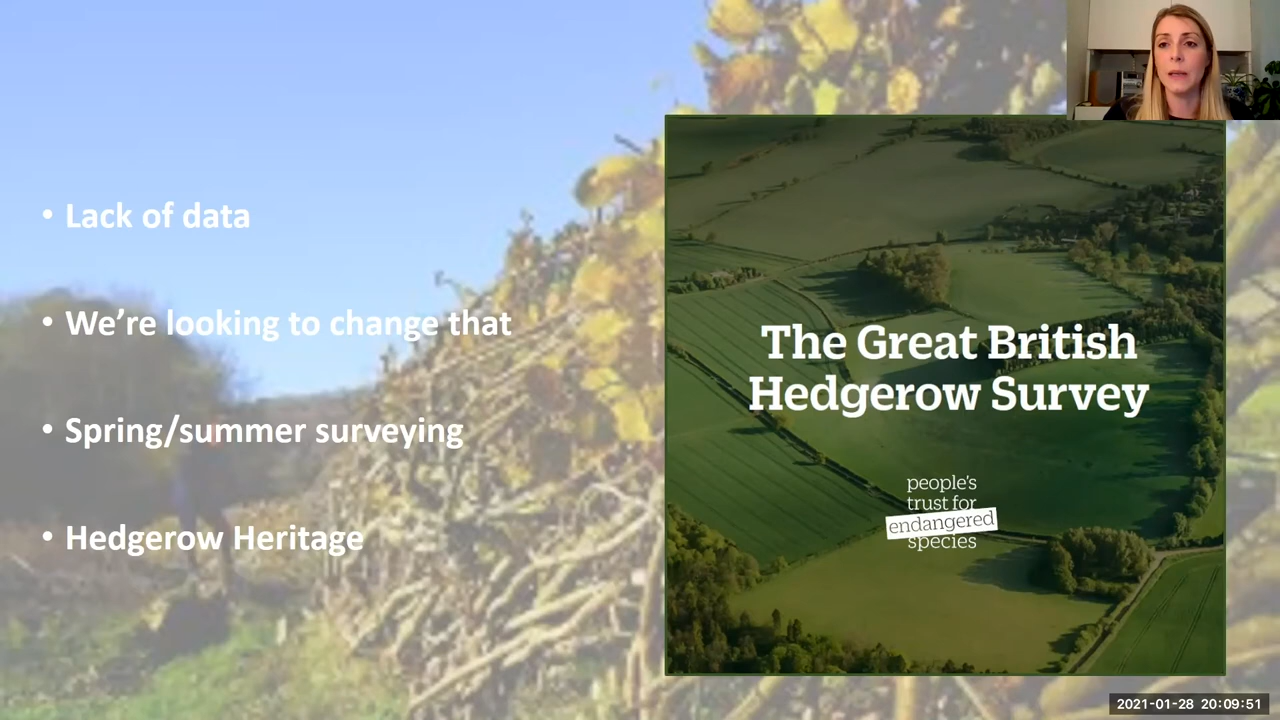 • Lack of data
• We’re looking to change that
• Spring/summer surveying
• Hedgerow Heritage
The Great British
Hedgerow Survey
people’s
trust for
endangered
species
2021-01-28 20:09:51